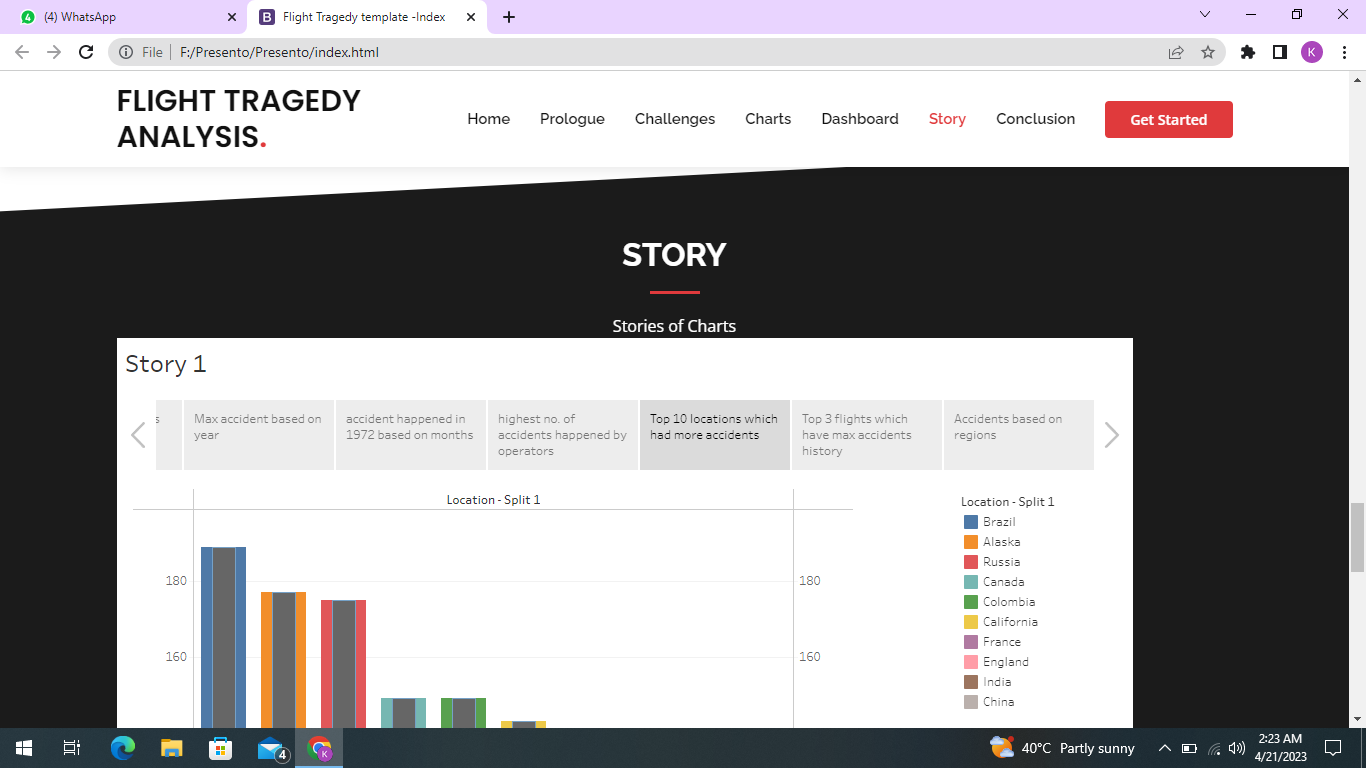 (4) WhatsApp
Flight Tragedy template -Index
File
F:/Presento/Presento/index.html
K
FLIGHT TRAGEDY
ANALYSIS.
Home Prologue Challenges Charts Dashboard Story Conclusion Get Started
STORY
Stories of Charts
Story 1
s
Max accident based on
year
accident happened in
1972 based on months
highest no. of
accidents happened by
operators
Top 10 locations which
had more accidents
Top 3 flights which
have max accidents
history
Accidents based on
regions
Location - Split 1
180
180
160
160
Location - Split 1
Brazil
Alaska
Russia
Canada
Colombia
California
France
England
India
China
4
K
40°C Partly sunny
2:23 AM
4/21/2023